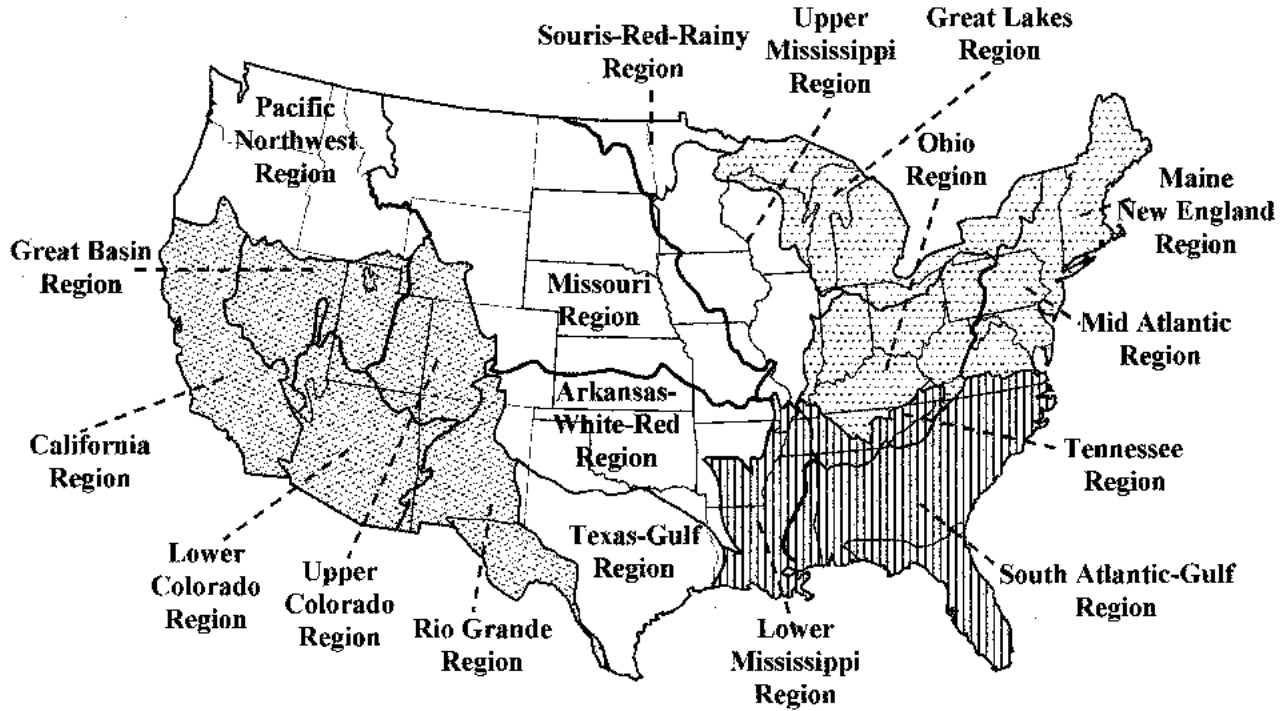 Souris-Red-Rainy
Region
Upper
Mississippi
Region
Great Lakes
Region
Pacific
Northwest
Region
Ohio
Region
Maine
New England
Region
Great Basin
Region
Missouri
Region
Mid Atlantic
Region
Arkansas-
White-Red
Region
California
Region
Tennessee
Region
Texas-Gulf
Region
Lower
Colorado
Region
Upper
Colorado
Region
Rio Grande
Region
South Atlantic-Gulf
Region
Lower
Mississippi
Region